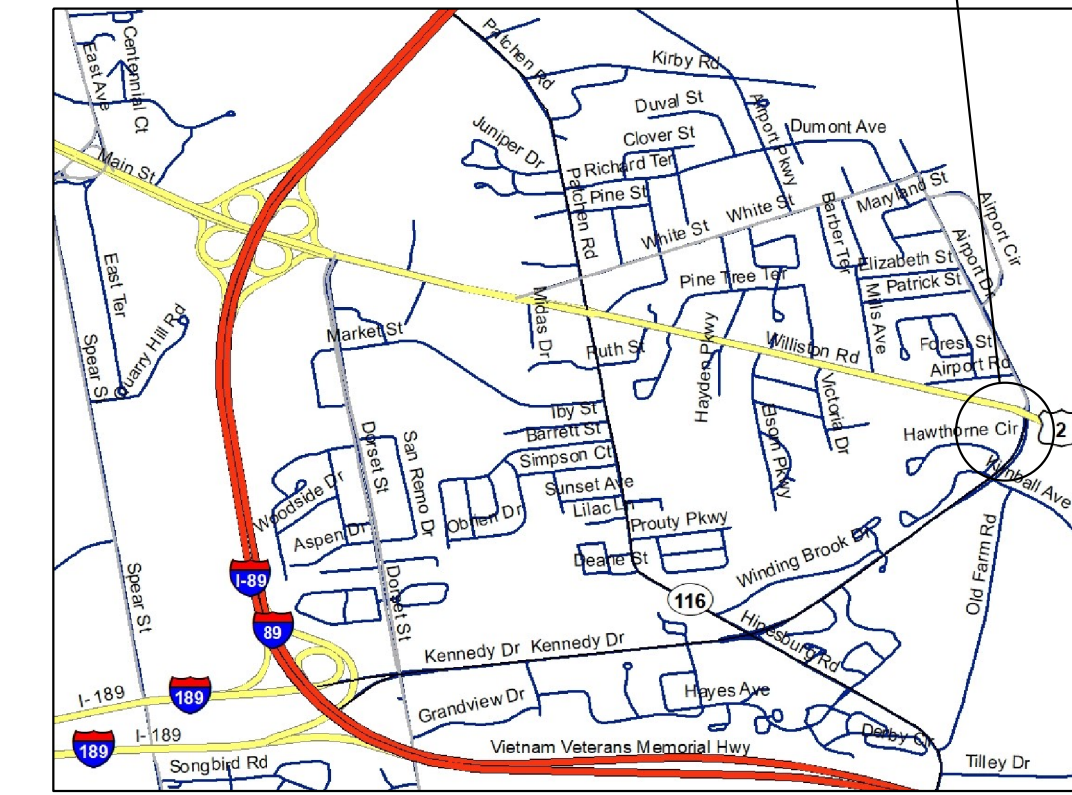 Patchen Rd
East Ave
Centennial Ct
Kirby Rd
Duval St
Airport Pkwy
Juniper Dr
Clover St
Dumont Ave
Main St
Richard Ter
Pine St
Patchen Rd
Barber Ter
Maryland St
White St
White St
Airport Cir
Airport Dr
East Ter
Elizabeth St
Pine Tree Ter
Patrick St
Midas Dr
Mills Ave
Quarry Hill Rd
Market St
Spear S
Ruth St
Hayden Pkwy
Williston Rd
Forest St
Airport Rd
Victoria Dr
Iby St
Elsom Pkwy
2
Barrett St
Hawthorne Cir
Dorset St
San Remo Dr
Simpson Ct
Kimball Ave
Woodside Dr
Sunset Ave
Lilac Ln
Obrien Dr
Prouty Pkwy
Aspen Dr
Deane St
Winding Brook Dr
Old Farm Rd
I-89
Spear St
Dorset St
116
89
Hinesburg Rd
Kennedy Dr
Kennedy Dr
I-189
189
Grandview Dr
Hayes Ave
I-189
189
Derby Cir
Vietnam Veterans Memorial Hwy
Songbird Rd
Tilley Dr